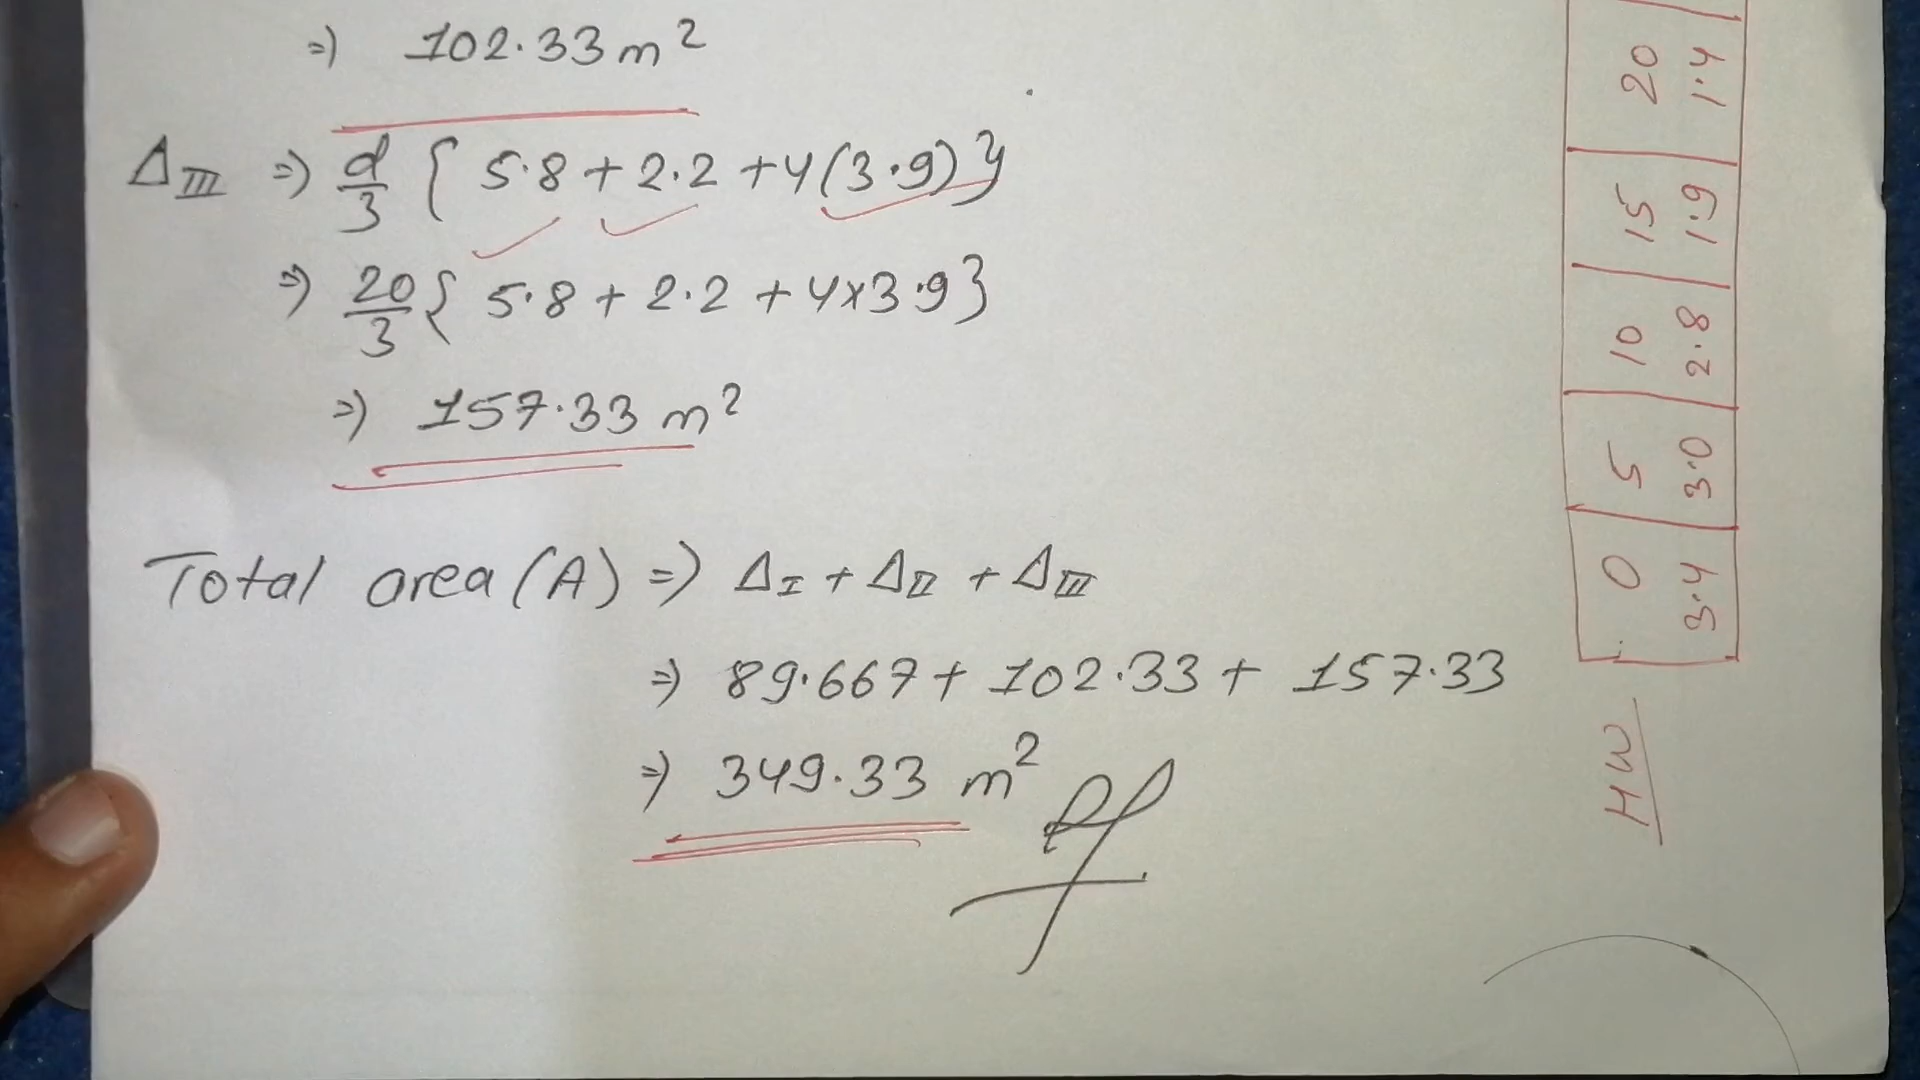 ⇒) 102.33 m²
Δ_III ⇒) d/3 { 5.8 + 2.2 + 4(3.9) }
⇒) 20/3 { 5.8 + 2.2 + 4×3.9 }
⇒) 157.33 m²
Total area (A) ⇒) Δ_I + Δ_II + Δ_III
⇒) 89.667 + 102.33 + 157.33
⇒) 349.33 m²
HW
0 5 10 15 20
3.4 3.0 2.8 1.9 1.4